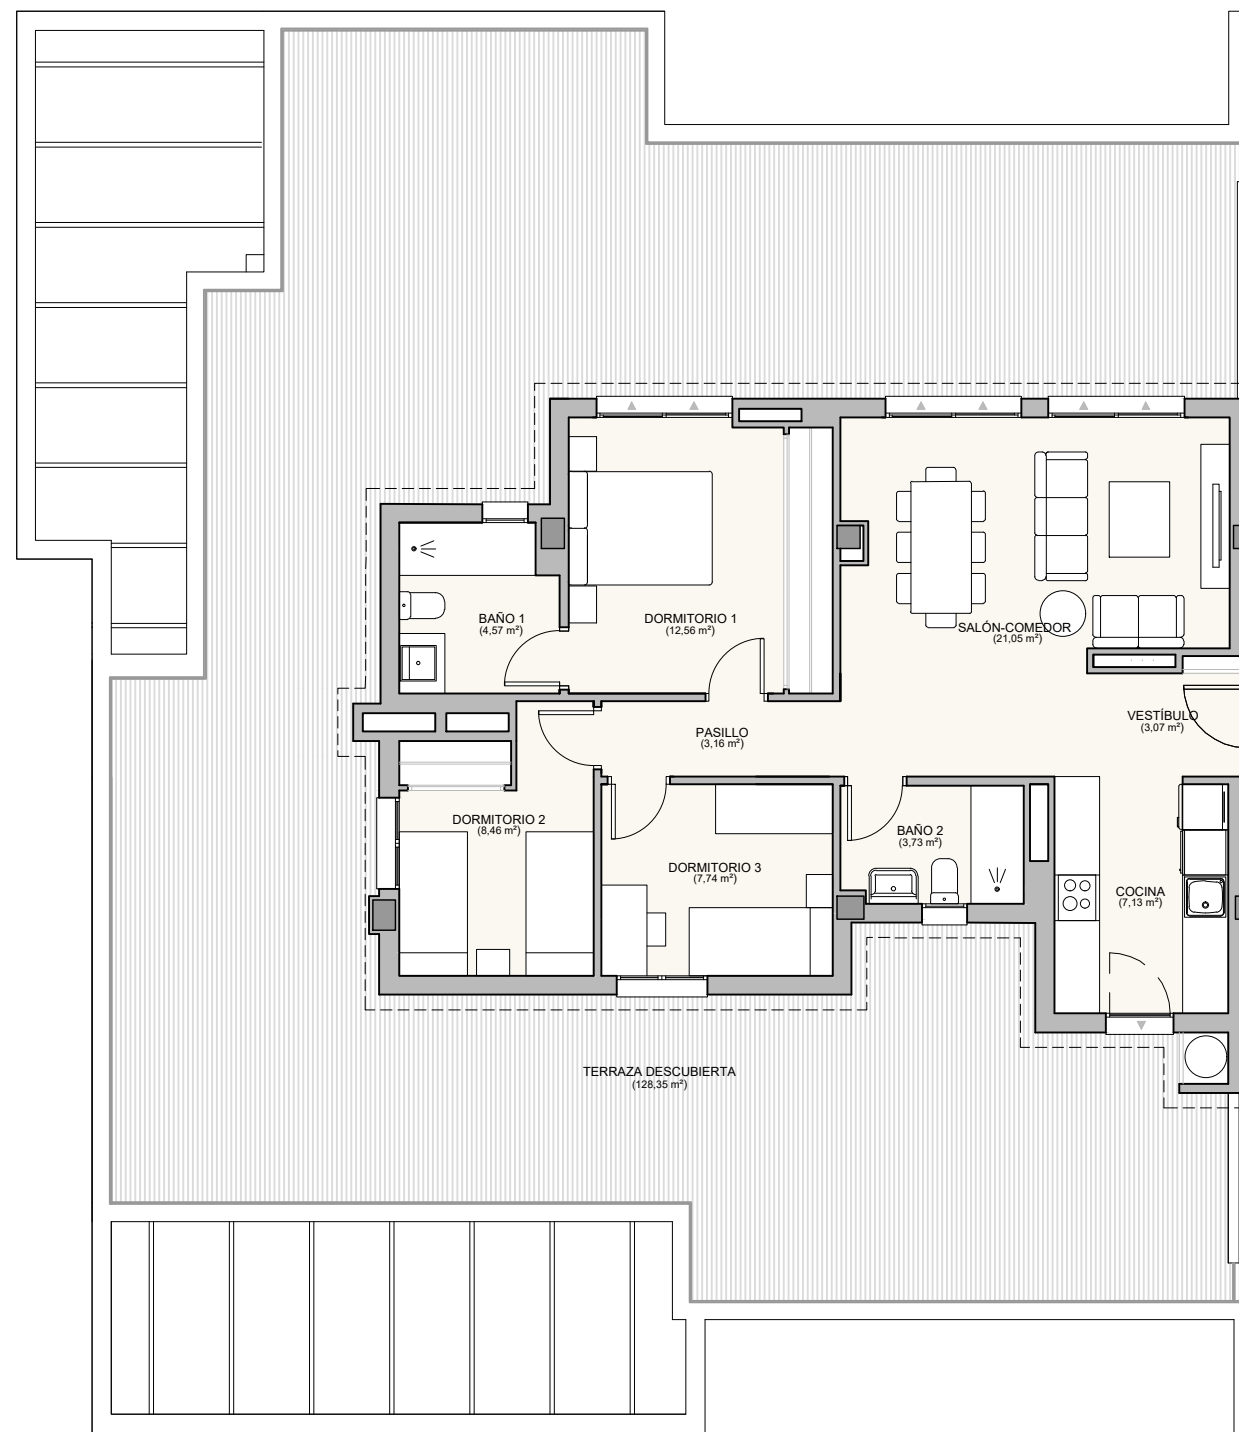 BAÑO 1
(4,57 m²)
DORMITORIO 1
(12,56 m²)
SALÓN-COMEDOR
(21,05 m²)
VESTÍBULO
(3,07 m²)
PASILLO
(3,16 m²)
DORMITORIO 2
(8,46 m²)
DORMITORIO 3
(7,74 m²)
BAÑO 2
(3,73 m²)
COCINA
(7,13 m²)
TERRAZA DESCUBIERTA
(128,35 m²)